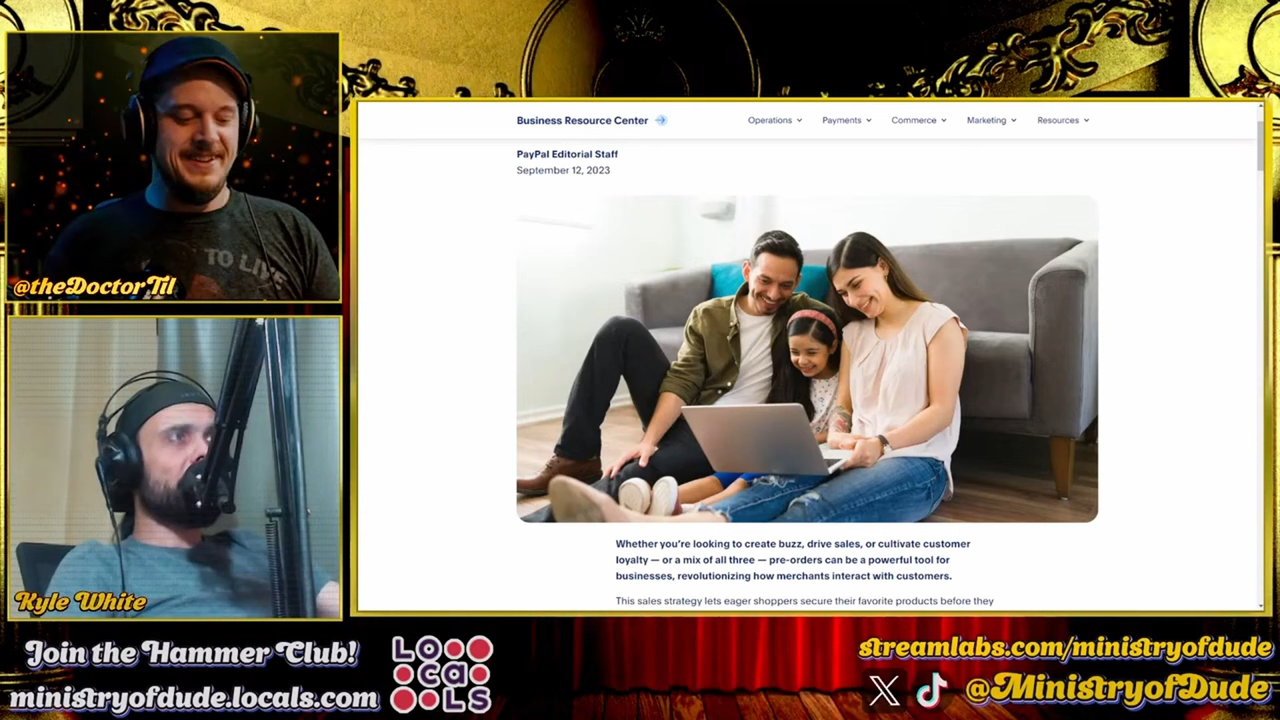 @theDoctorTil
Kyle White
Business Resource Center
Operations
Payments
Commerce
Marketing
Resources
PayPal Editorial Staff
September 12, 2023
Whether you're looking to create buzz, drive sales, or cultivate customer
loyalty — or a mix of all three — pre-orders can be a powerful tool for
businesses, revolutionizing how merchants interact with customers.
This sales strategy lets eager shoppers secure their favorite products before they
TO LIVE
Join the Hammer Club!
ministryofdude.locals.com
LOCALS
streamlabs.com/ministryofdude
@MinistryofDude